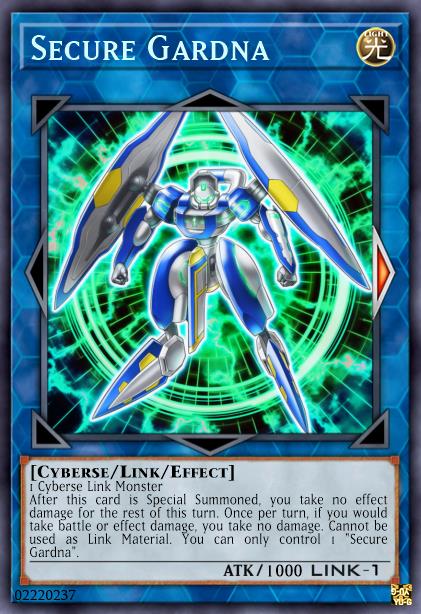 Secure Gardna
LIGHT
光
[Cyberse/Link/Effect]
1 Cyberse Link Monster
After this card is Special Summoned, you take no effect
damage for the rest of this turn. Once per turn, if you would
take battle or effect damage, you take no damage. Cannot be
used as Link Material. You can only control 1 "Secure
Gardna".
ATK/1000 LINK-1
02220237